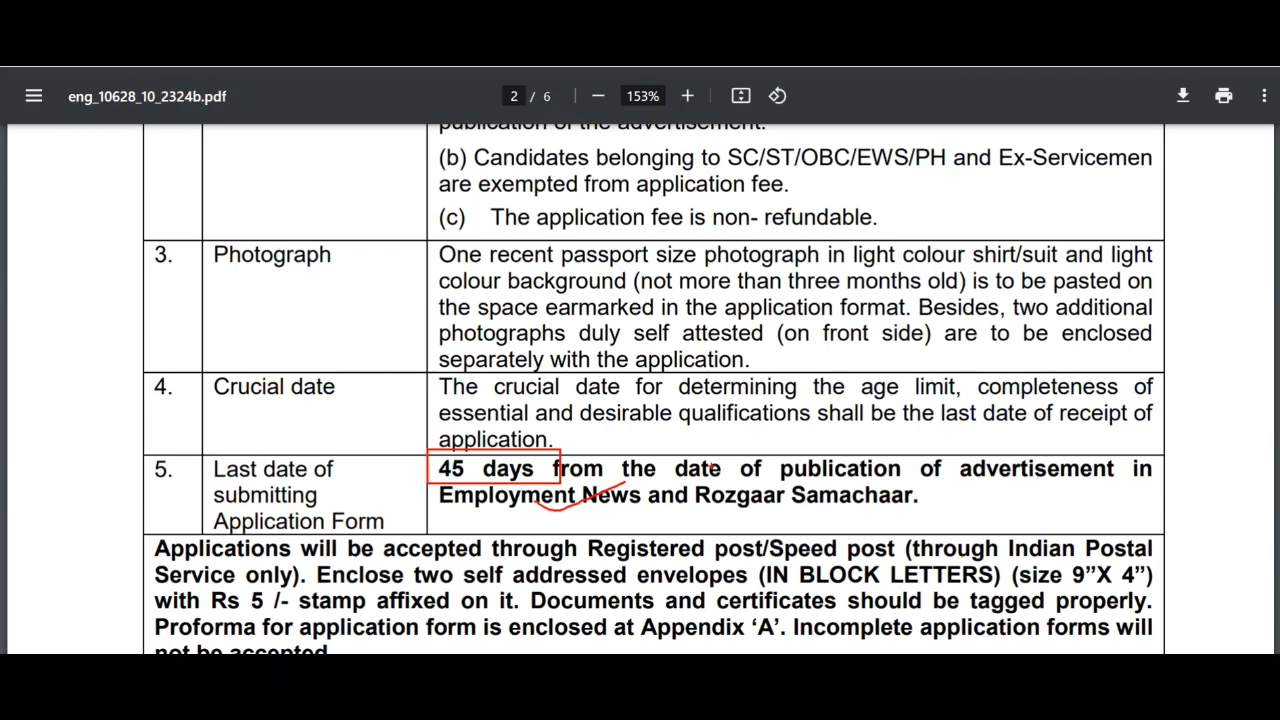 eng_10628_10_2324b.pdf
2 / 6
153%
publication of the advertisement.
(b) Candidates belonging to SC/ST/OBC/EWS/PH and Ex-Servicemen
are exempted from application fee.
(c) The application fee is non- refundable.
3. Photograph
One recent passport size photograph in light colour shirt/suit and light
colour background (not more than three months old) is to be pasted on
the space earmarked in the application format. Besides, two additional
photographs duly self attested (on front side) are to be enclosed
separately with the application.
4. Crucial date
The crucial date for determining the age limit, completeness of
essential and desirable qualifications shall be the last date of receipt of
application.
5. Last date of
submitting
Application Form
45 days from the date of publication of advertisement in
Employment News and Rozgaar Samachaar.
Applications will be accepted through Registered post/Speed post (through Indian Postal
Service only). Enclose two self addressed envelopes (IN BLOCK LETTERS) (size 9”X 4”)
with Rs 5 /- stamp affixed on it. Documents and certificates should be tagged properly.
Proforma for application form is enclosed at Appendix ‘A’. Incomplete application forms will
not be accepted